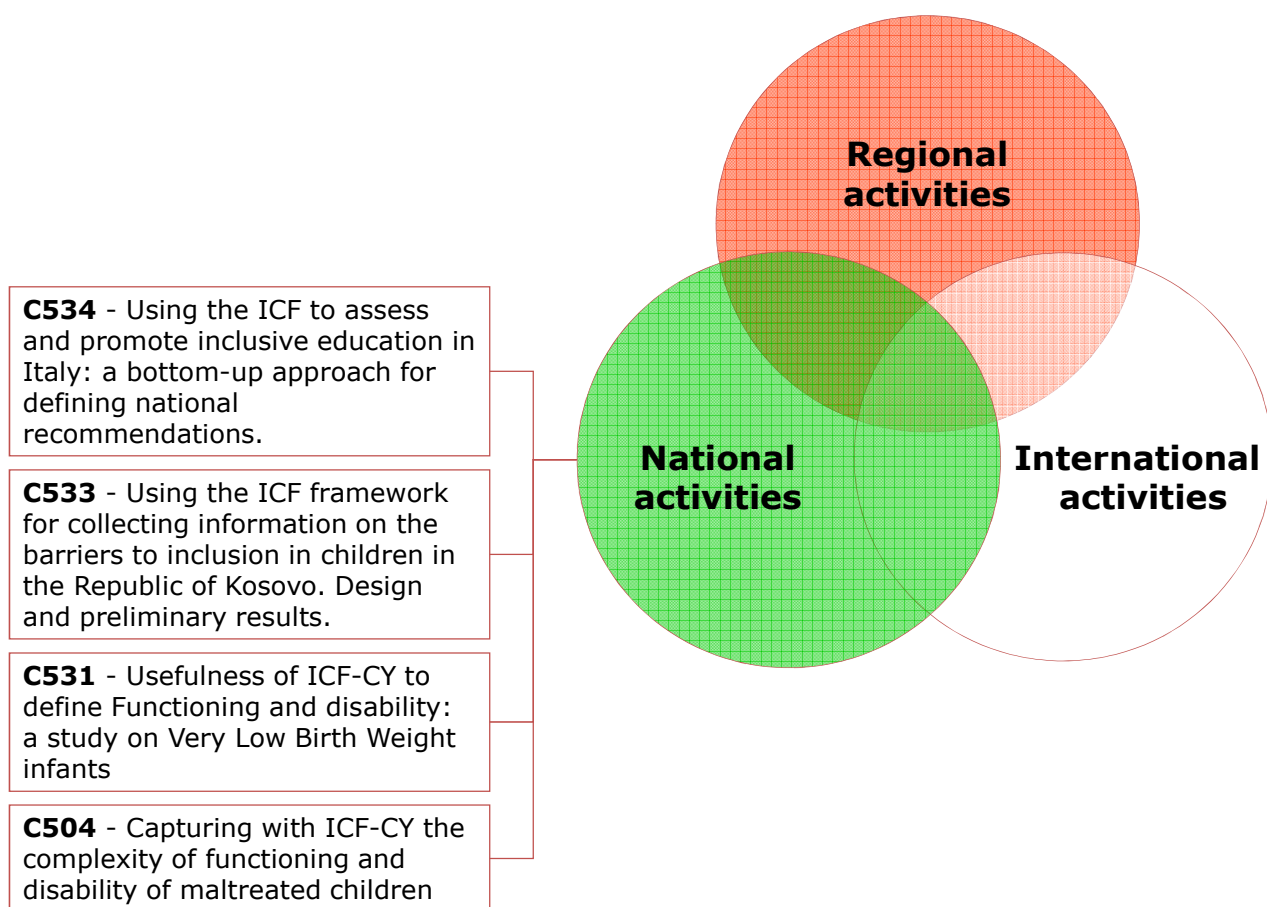 Regional
activities
National
activities
International
activities
C534 - Using the ICF to assess
and promote inclusive education in
Italy: a bottom-up approach for
defining national
recommendations.
C533 - Using the ICF framework
for collecting information on the
barriers to inclusion in children in
the Republic of Kosovo. Design
and preliminary results.
C531 - Usefulness of ICF-CY to
define Functioning and disability:
a study on Very Low Birth Weight
infants
C504 - Capturing with ICF-CY the
complexity of functioning and
disability of maltreated children